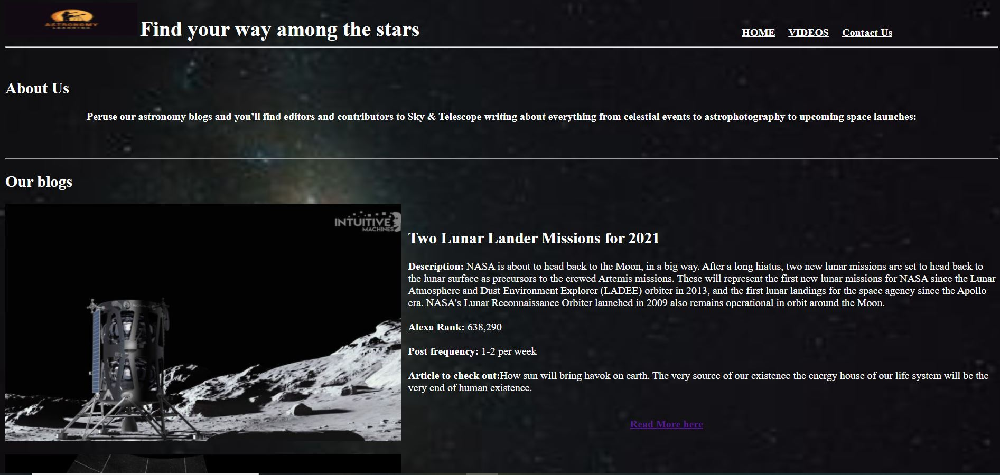 ASTRONOMY
LEARNING
Find your way among the stars
HOME VIDEOS Contact Us
About Us
Peruse our astronomy blogs and you’ll find editors and contributors to Sky & Telescope writing about everything from celestial events to astrophotography to upcoming space launches:
Our blogs
INTUITIVE
MACHINES
Two Lunar Lander Missions for 2021
Description: NASA is about to head back to the Moon, in a big way. After a long hiatus, two new lunar missions are set to head back to
the lunar surface as precursors to the crewed Artemis missions. These will represent the first new lunar missions for NASA since the Lunar
Atmosphere and Dust Environment Explorer (LADEE) orbiter in 2013, and the first lunar landings for the space agency since the Apollo
era. NASA's Lunar Reconnaissance Orbiter launched in 2009 also remains operational in orbit around the Moon.
Alexa Rank: 638,290
Post frequency: 1-2 per week
Article to check out:How sun will bring havok on earth. The very source of our existence the energy house of our life system will be the
very end of human existence.
Read More here